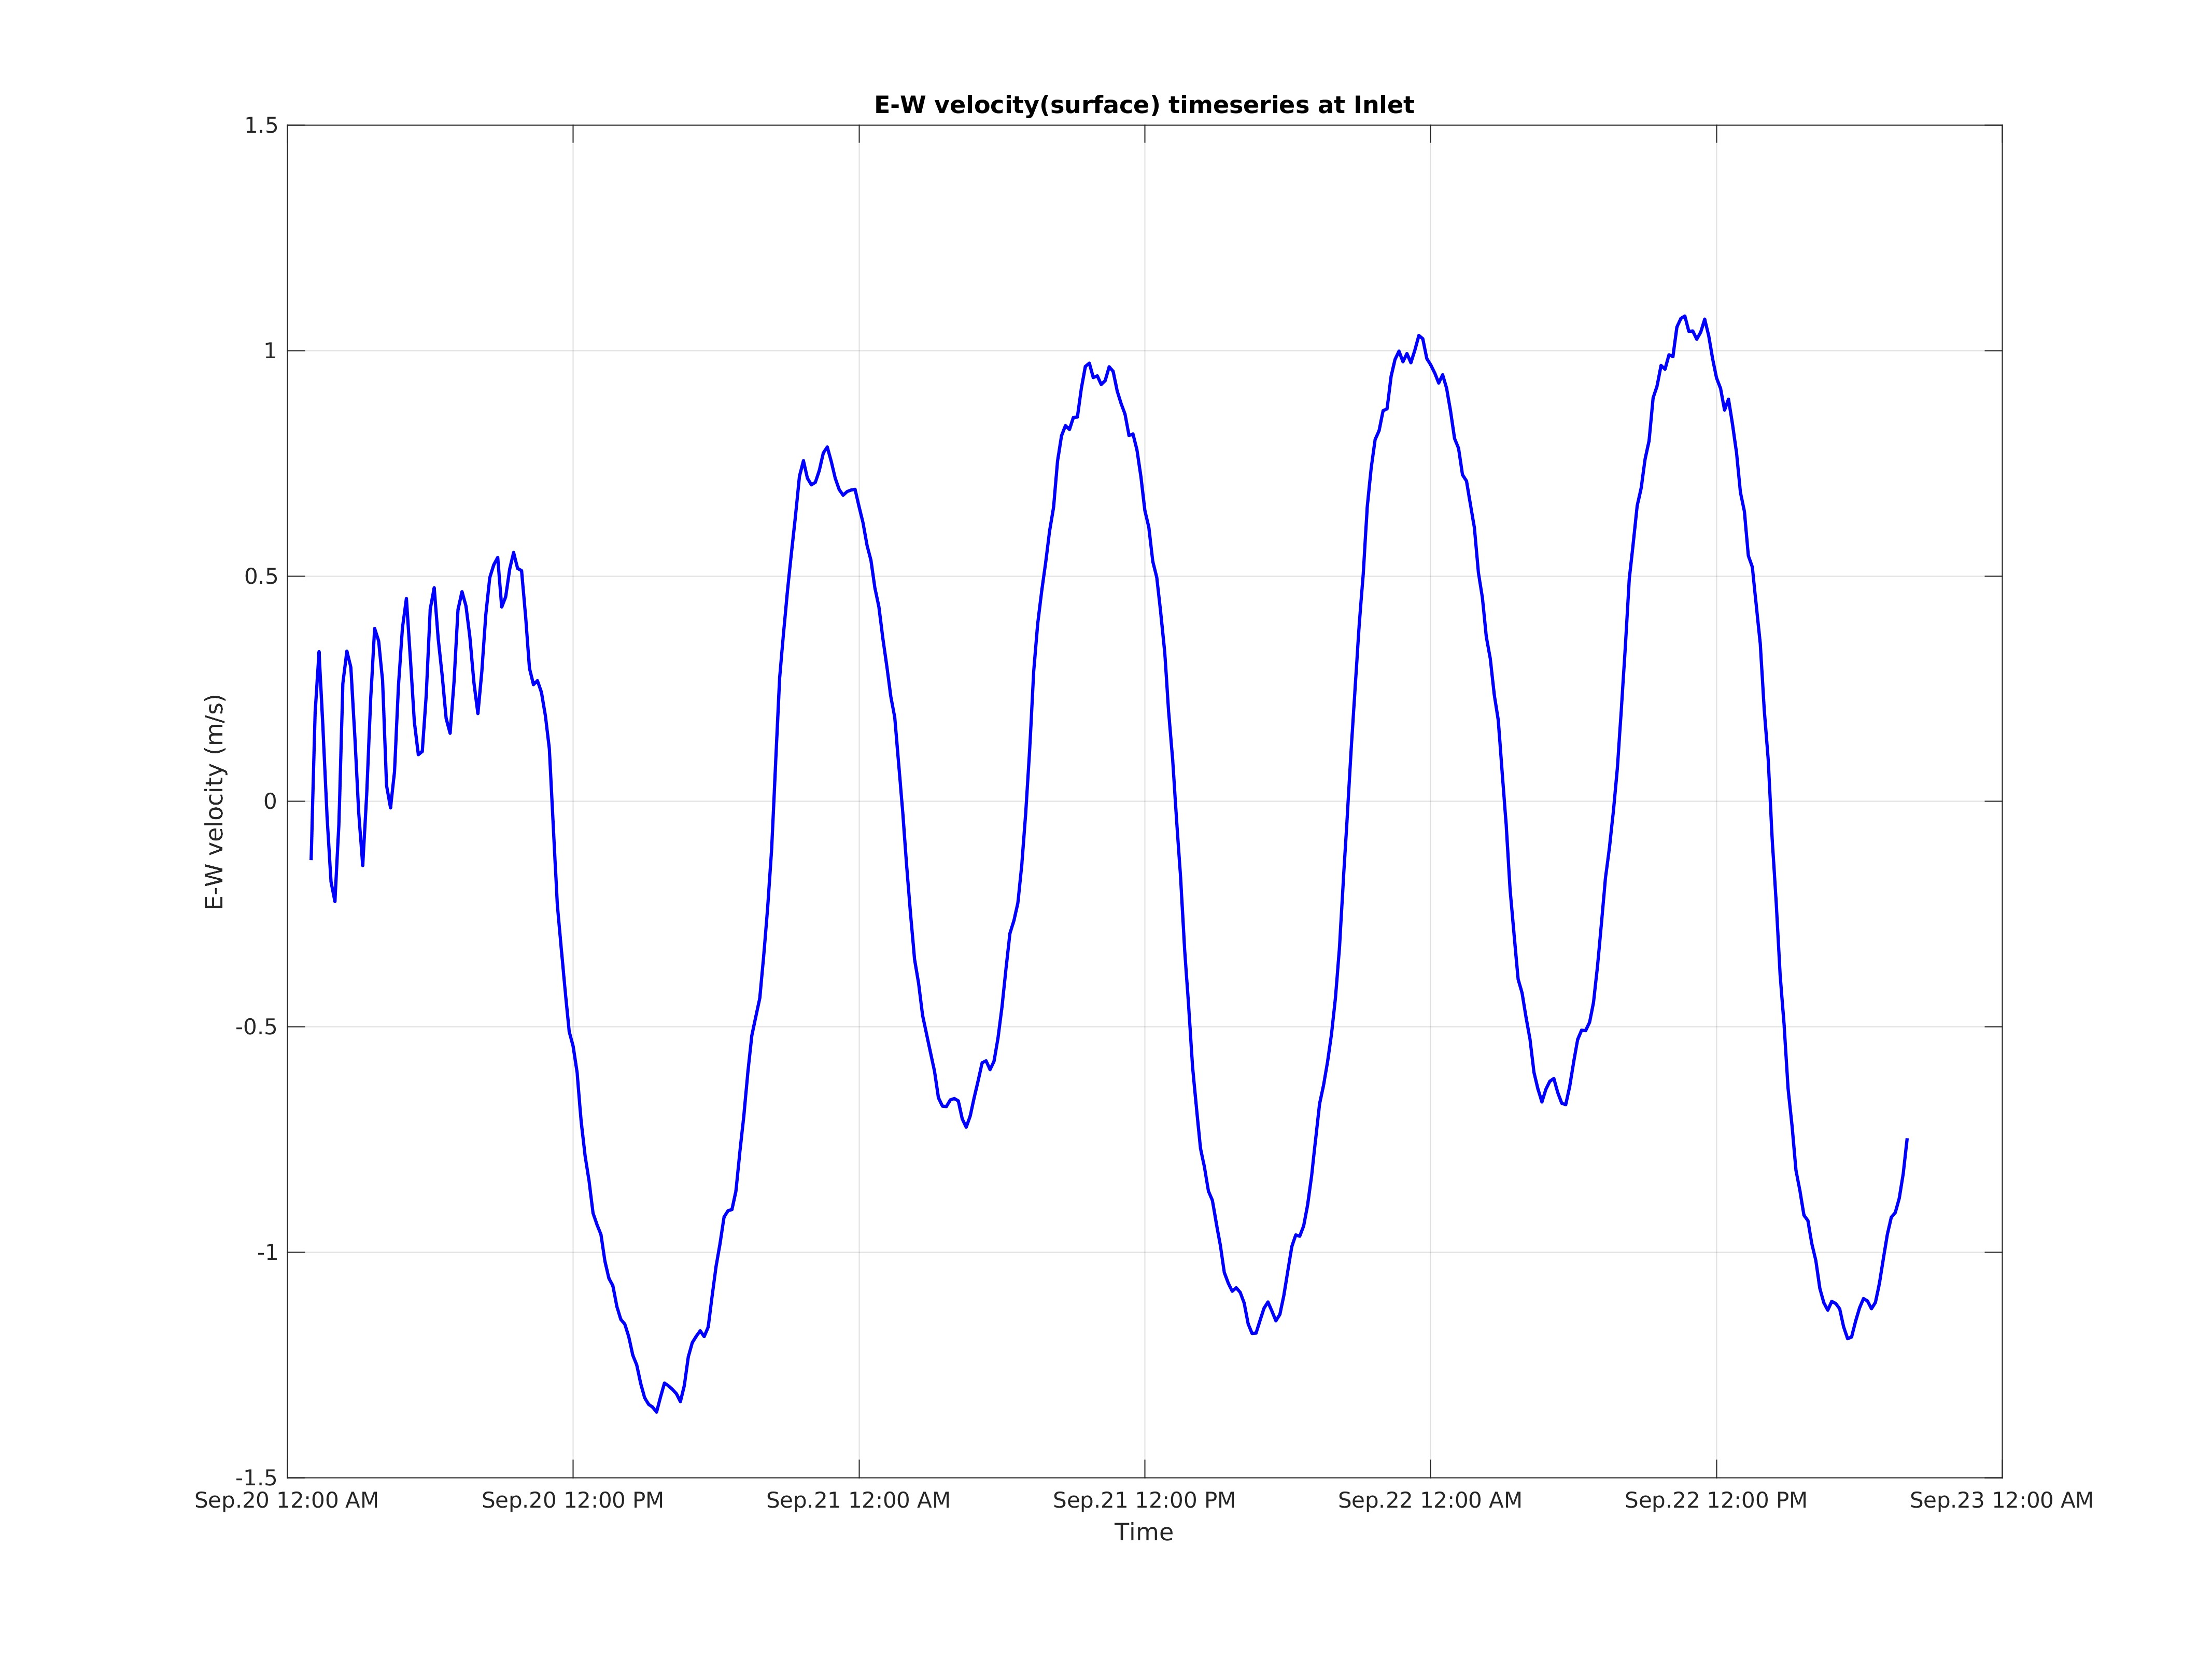 E-W velocity(surface) timeseries at Inlet
E-W velocity (m/s)
1.5
1
0.5
0
-0.5
-1
-1.5
Sep.20 12:00 AM
Sep.20 12:00 PM
Sep.21 12:00 AM
Sep.21 12:00 PM
Sep.22 12:00 AM
Sep.22 12:00 PM
Sep.23 12:00 AM
Time